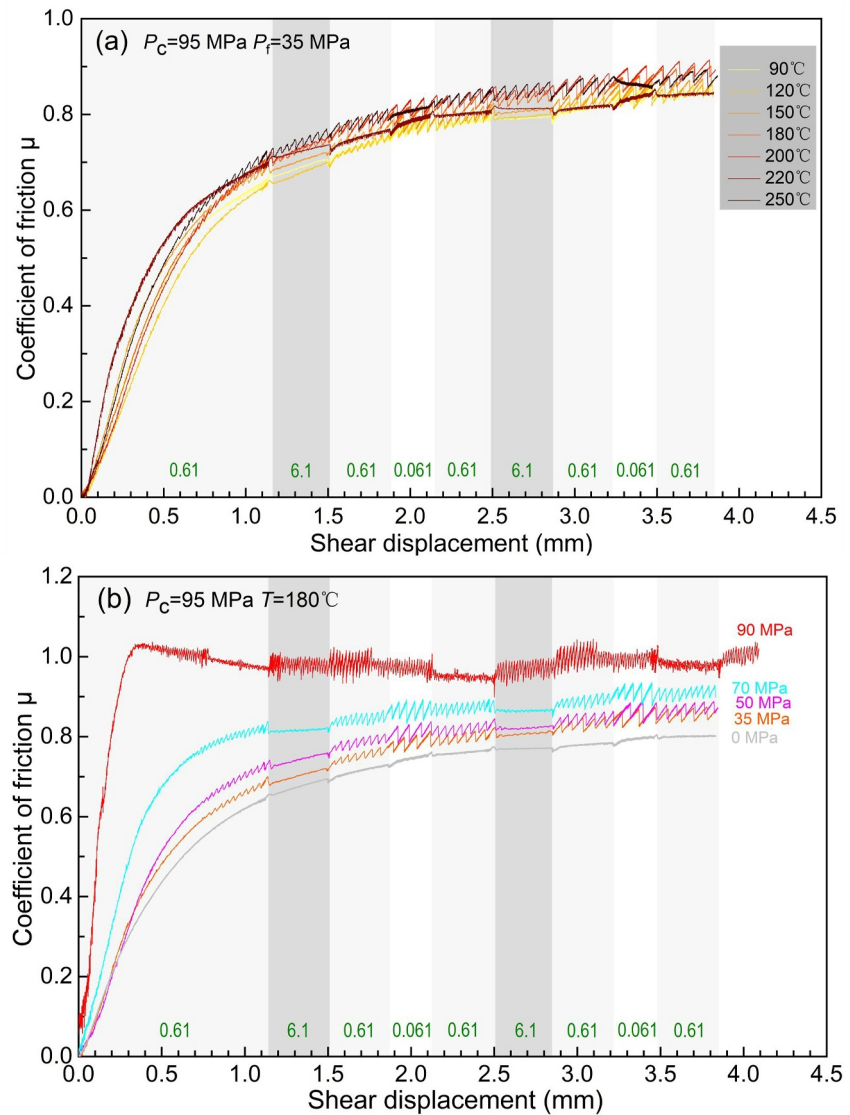 (a) Pc=95 MPa Pf=35 MPa
Coefficient of friction μ
1.0
0.8
0.6
0.4
0.2
0.0
90℃
120℃
150℃
180℃
200℃
220℃
250℃
0.61 6.1 0.61 0.061 0.61 6.1 0.61 0.061 0.61
0.0 0.5 1.0 1.5 2.0 2.5 3.0 3.5 4.0 4.5
Shear displacement (mm)
(b) Pc=95 MPa T=180℃
Coefficient of friction μ
1.2
1.0
0.8
0.6
0.4
0.2
0.0
90 MPa
70 MPa
50 MPa
35 MPa
0 MPa
0.61 6.1 0.61 0.061 0.61 6.1 0.61 0.061 0.61
0.0 0.5 1.0 1.5 2.0 2.5 3.0 3.5 4.0 4.5
Shear displacement (mm)